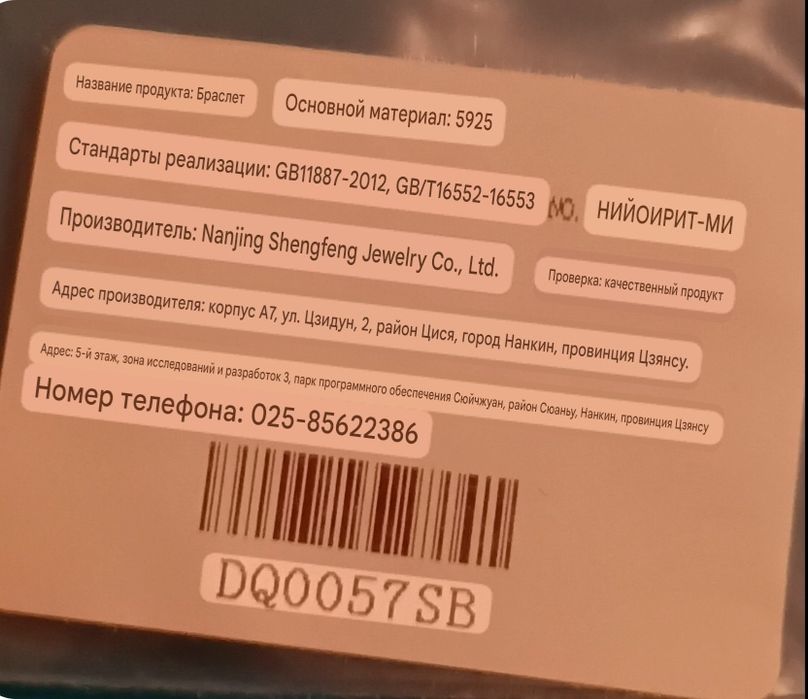 Название продукта: Браслет
Основной материал: 5925
Стандарты реализации: GB11887-2012, GB/T16552-16553
NO. НИЙОИРИТ-МИ
Производитель: Nanjing Shengfeng Jewelry Co., Ltd.
Проверка: качественный продукт
Адрес производителя: корпус A7, ул. Цзидун, 2, район Цися, город Нанкин, провинция Цзянсу.
Адрес: 5-й этаж, зона исследований и разработок 3, парк программного обеспечения Сюйчжуан, район Сюаньу, Нанкин, провинция Цзянсу
Номер телефона: 025-85622386
DQ0057SB